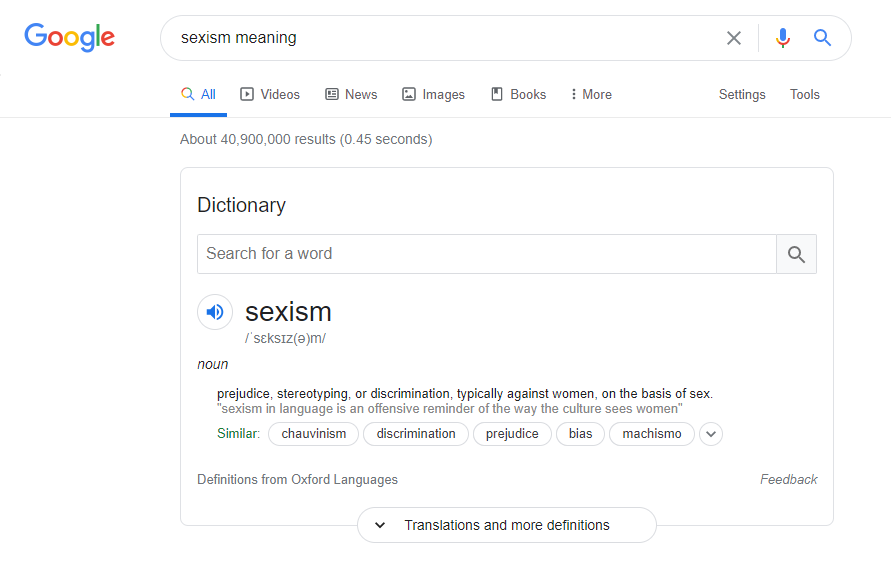 Google
sexism meaning
All Videos News Images Books More Settings Tools
About 40,900,000 results (0.45 seconds)
Dictionary
Search for a word
sexism
/ˈsɛksɪz(ə)m/
noun
prejudice, stereotyping, or discrimination, typically against women, on the basis of sex.
"sexism in language is an offensive reminder of the way the culture sees women"
Similar: chauvinism discrimination prejudice bias machismo
Definitions from Oxford Languages Feedback
Translations and more definitions